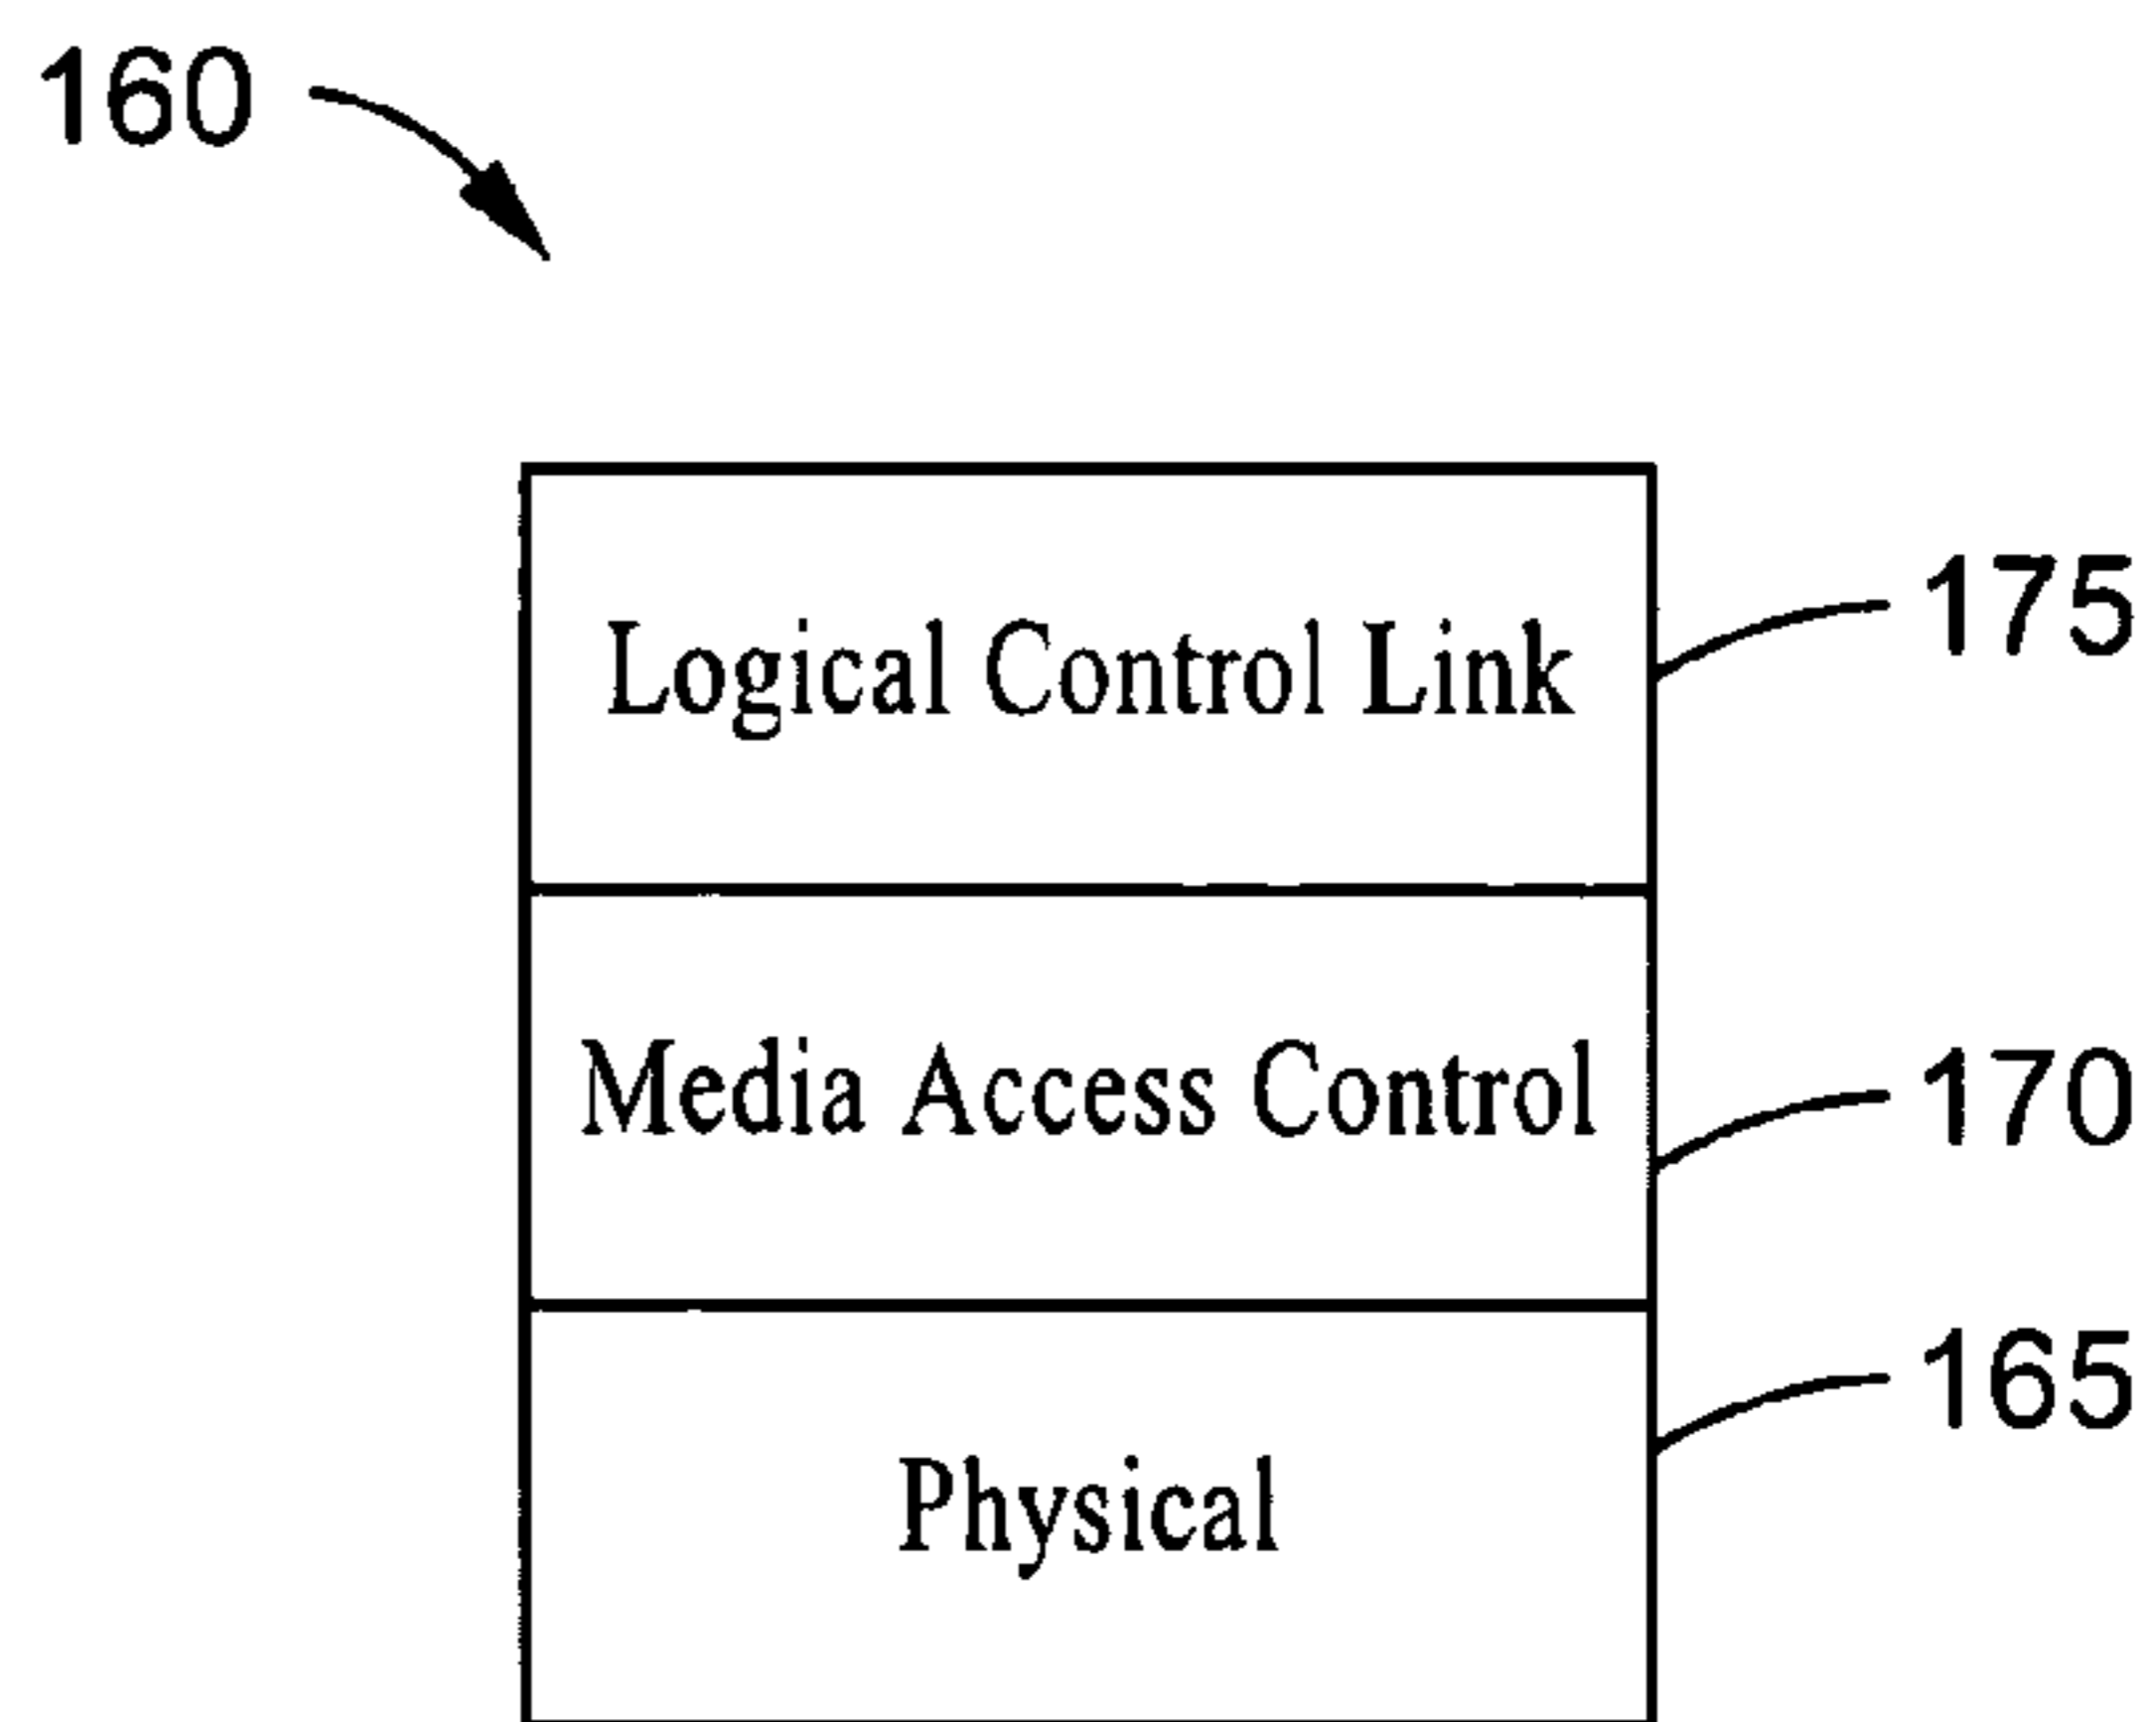 160
Logical Control Link
175
Media Access Control
170
165
Physical